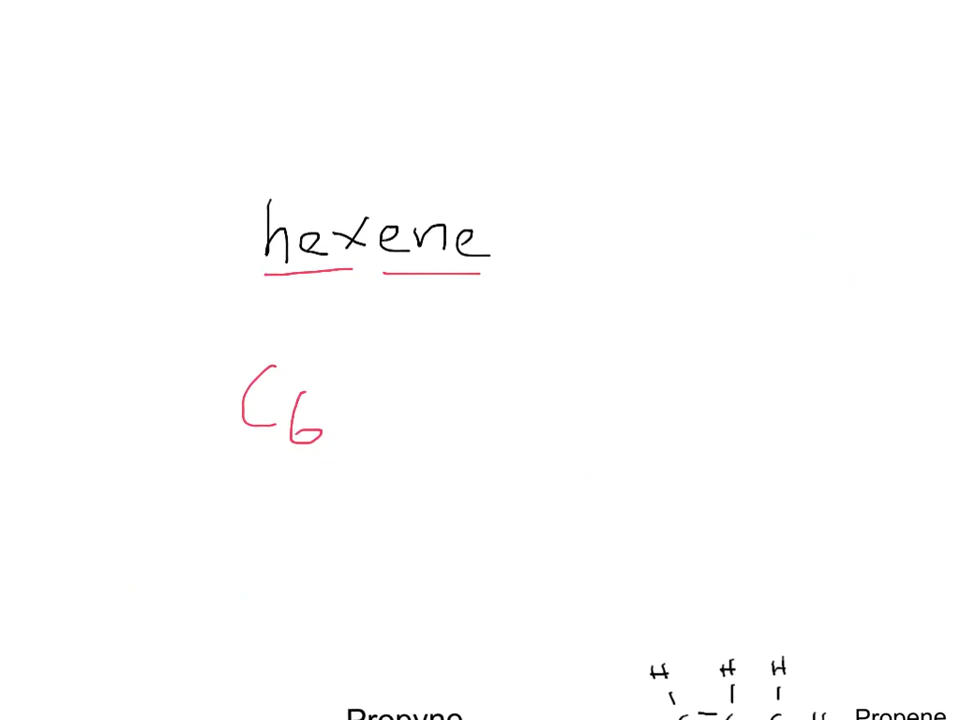 hexene
C6
H H H
Propyne
C = C C H Propene